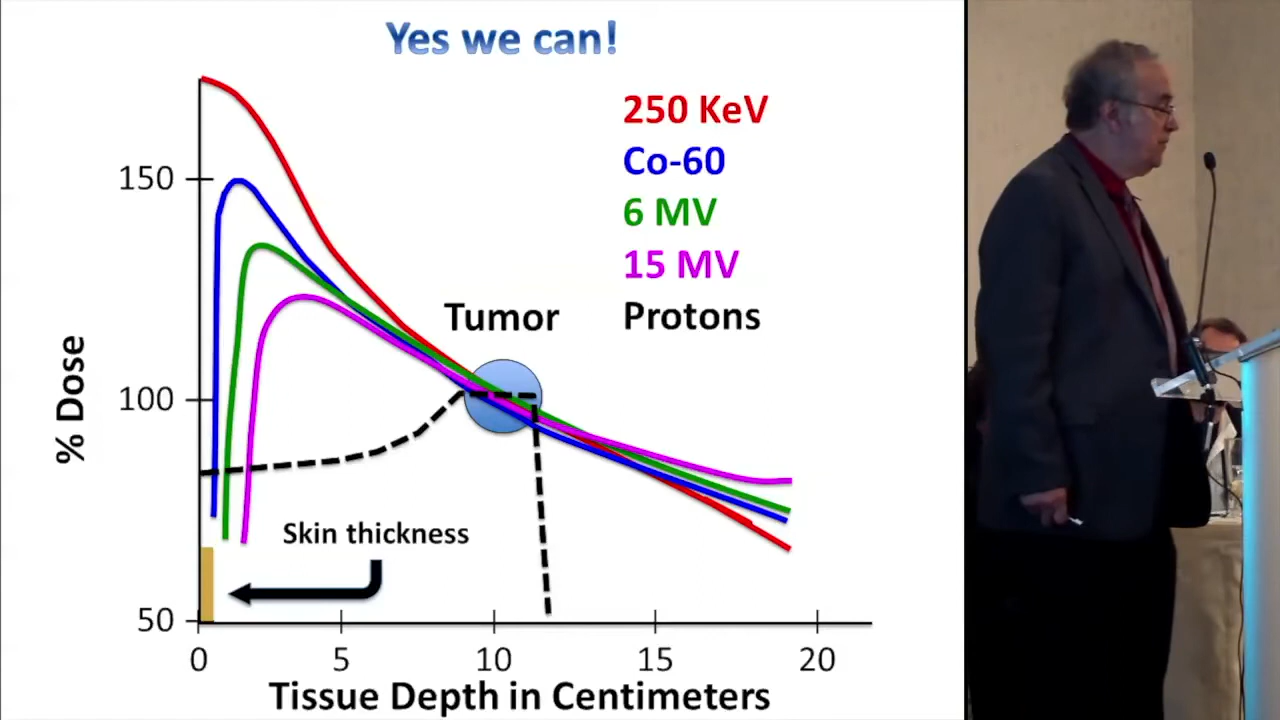 Yes we can!
250 KeV
Co-60
6 MV
15 MV
Protons
Tumor
% Dose
150
100
50
Skin thickness
0 5 10 15 20
Tissue Depth in Centimeters